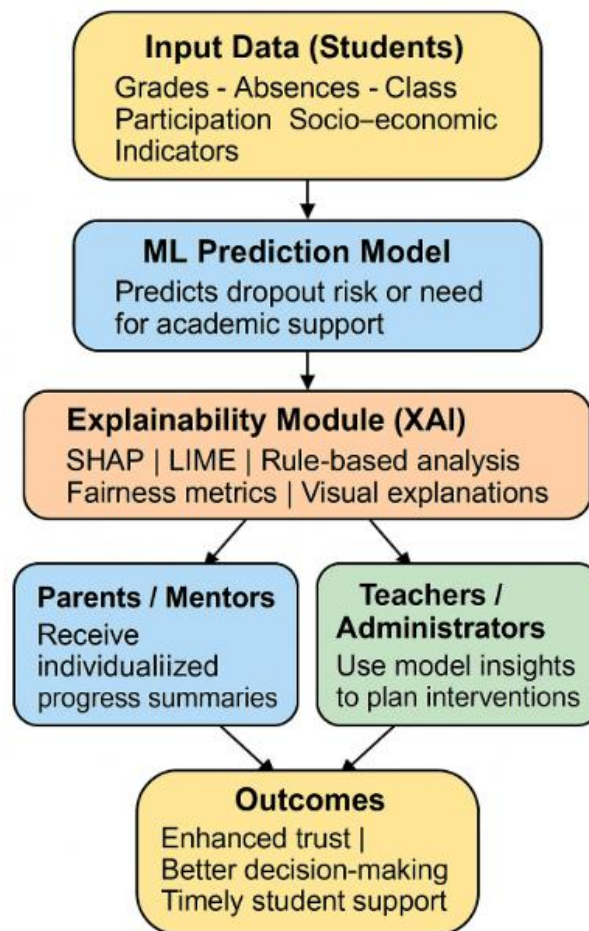 Input Data (Students)
Grades - Absences - Class
Participation Socio–economic
Indicators
ML Prediction Model
Predicts dropout risk or need
for academic support
Explainability Module (XAI)
SHAP | LIME | Rule-based analysis
Fairness metrics | Visual explanations
Parents / Mentors
Receive
individualiized
progress summaries
Teachers /
Administrators
Use model insights
to plan interventions
Outcomes
Enhanced trust |
Better decision-making
Timely student support